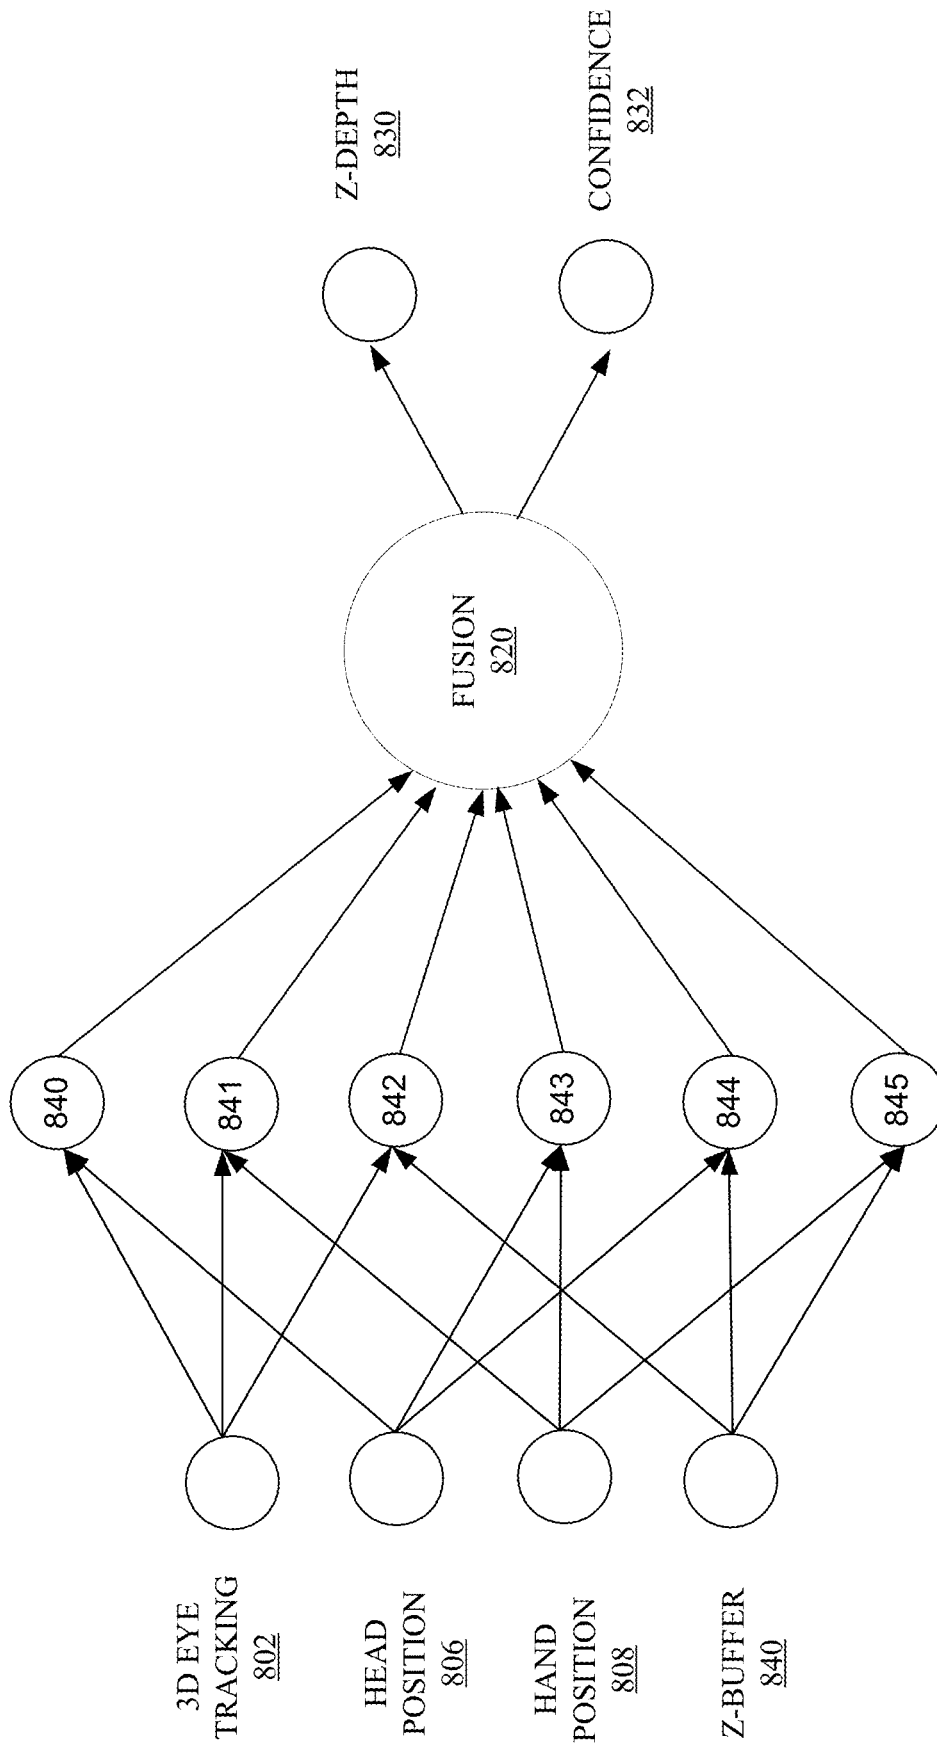 3D EYE
TRACKING
802
HEAD
POSITION
806
HAND
POSITION
808
Z-BUFFER
840
840
841
842
843
844
845
FUSION
820
Z-DEPTH
830
CONFIDENCE
832